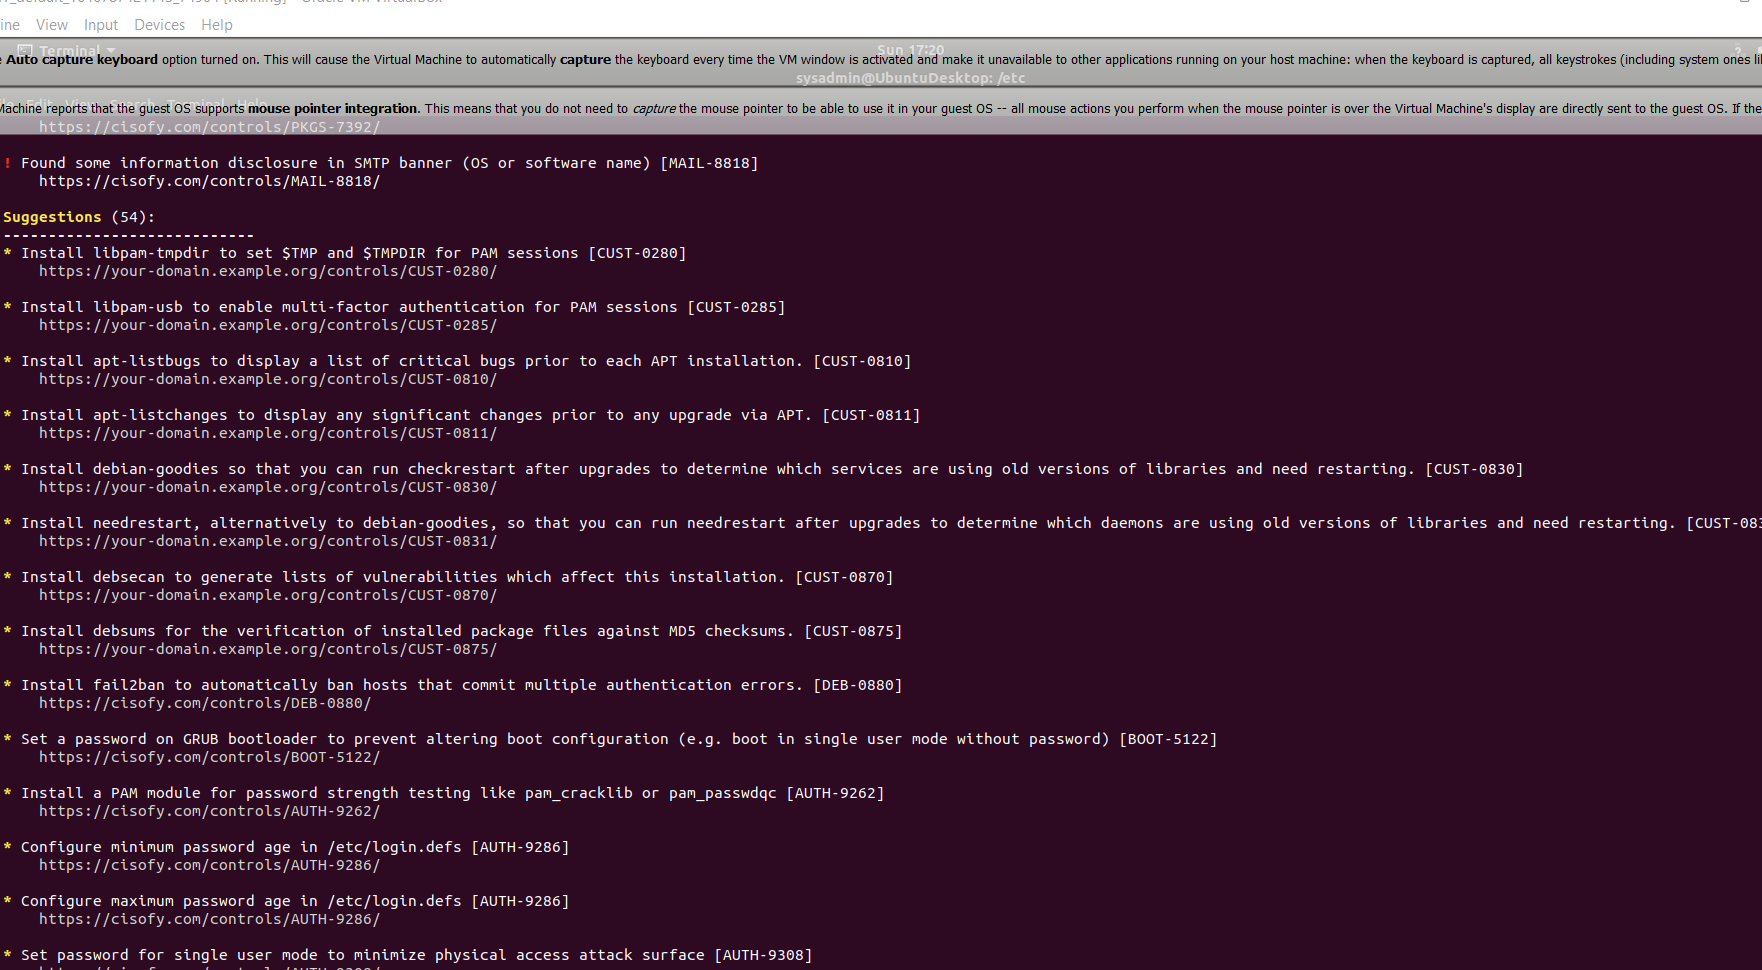 View Input Devices Help
Terminal
Sun 17:20
Auto capture keyboard option turned on. This will cause the Virtual Machine to automatically capture the keyboard every time the VM window is activated and make it unavailable to other applications running on your host machine: when the keyboard is captured, all keystrokes (including system ones
sysadmin@UbuntuDesktop: /etc
Edit View Search Terminal Help
Machine reports that the guest OS supports mouse pointer integration. This means that you do not need to capture the mouse pointer to be able to use it in your guest OS -- all mouse actions you perform when the mouse pointer is over the Virtual Machine's display are directly sent to the guest OS. If the
https://cisofy.com/controls/PKGS-7392/
! Found some information disclosure in SMTP banner (OS or software name) [MAIL-8818]
https://cisofy.com/controls/MAIL-8818/
Suggestions (54):
----------------------------
* Install libpam-tmpdir to set $TMP and $TMPDIR for PAM sessions [CUST-0280]
https://your-domain.example.org/controls/CUST-0280/
* Install libpam-usb to enable multi-factor authentication for PAM sessions [CUST-0285]
https://your-domain.example.org/controls/CUST-0285/
* Install apt-listbugs to display a list of critical bugs prior to each APT installation. [CUST-0810]
https://your-domain.example.org/controls/CUST-0810/
* Install apt-listchanges to display any significant changes prior to any upgrade via APT. [CUST-0811]
https://your-domain.example.org/controls/CUST-0811/
* Install debian-goodies so that you can run checkrestart after upgrades to determine which services are using old versions of libraries and need restarting. [CUST-0830]
https://your-domain.example.org/controls/CUST-0830/
* Install needrestart, alternatively to debian-goodies, so that you can run needrestart after upgrades to determine which daemons are using old versions of libraries and need restarting. [CUST-083
https://your-domain.example.org/controls/CUST-0831/
* Install debsecan to generate lists of vulnerabilities which affect this installation. [CUST-0870]
https://your-domain.example.org/controls/CUST-0870/
* Install debsums for the verification of installed package files against MD5 checksums. [CUST-0875]
https://your-domain.example.org/controls/CUST-0875/
* Install fail2ban to automatically ban hosts that commit multiple authentication errors. [DEB-0880]
https://cisofy.com/controls/DEB-0880/
* Set a password on GRUB bootloader to prevent altering boot configuration (e.g. boot in single user mode without password) [BOOT-5122]
https://cisofy.com/controls/BOOT-5122/
* Install a PAM module for password strength testing like pam_cracklib or pam_passwdqc [AUTH-9262]
https://cisofy.com/controls/AUTH-9262/
* Configure minimum password age in /etc/login.defs [AUTH-9286]
https://cisofy.com/controls/AUTH-9286/
* Configure maximum password age in /etc/login.defs [AUTH-9286]
https://cisofy.com/controls/AUTH-9286/
* Set password for single user mode to minimize physical access attack surface [AUTH-9308]